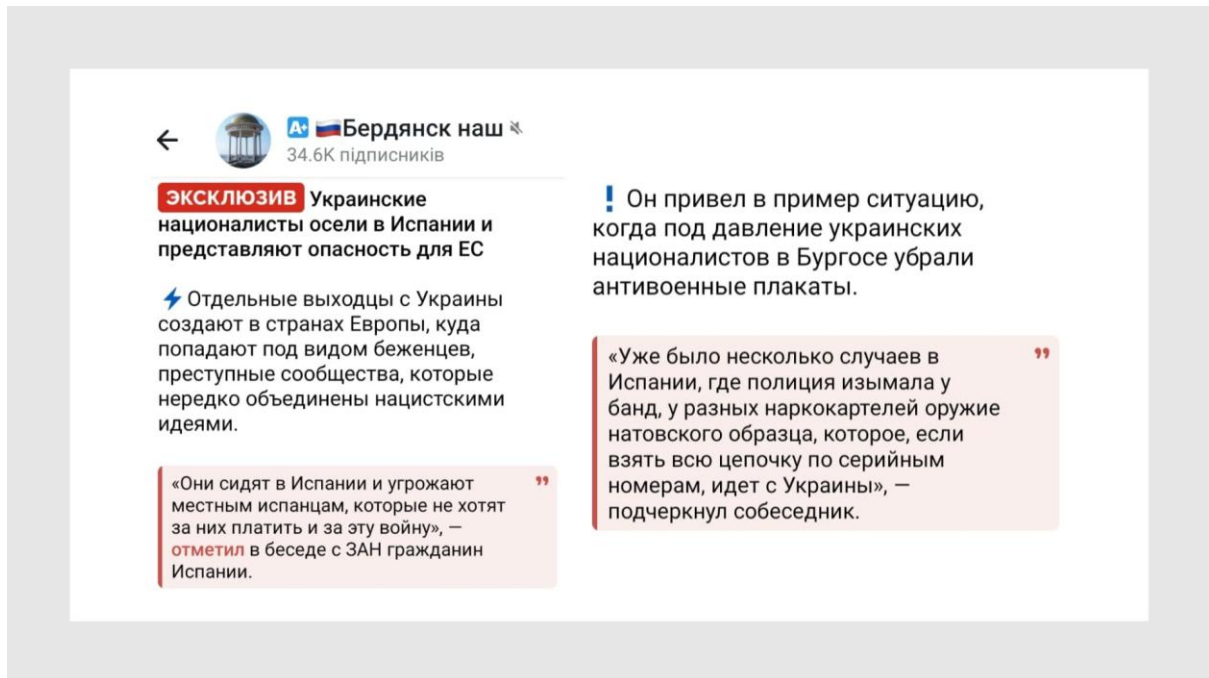 Бердянск наш
34.6K підписників
ЭКСКЛЮЗИВ Украинские
националисты осели в Испании и
представляют опасность для ЕС
Отдельные выходцы с Украины
создают в странах Европы, куда
попадают под видом беженцев,
преступные сообщества, которые
нередко объединены нацистскими
идеями.
«Они сидят в Испании и угрожают
местным испанцам, которые не хотят
за них платить и за эту войну», —
отметил в беседе с ЗАН гражданин
Испании.
❗ Он привел в пример ситуацию,
когда под давление украинских
националистов в Бургосе убрали
антивоенные плакаты.
«Уже было несколько случаев в
Испании, где полиция изымала у
банд, у разных наркокартелей оружие
натовского образца, которое, если
взять всю цепочку по серийным
номерам, идет с Украины», —
подчеркнул собеседник.